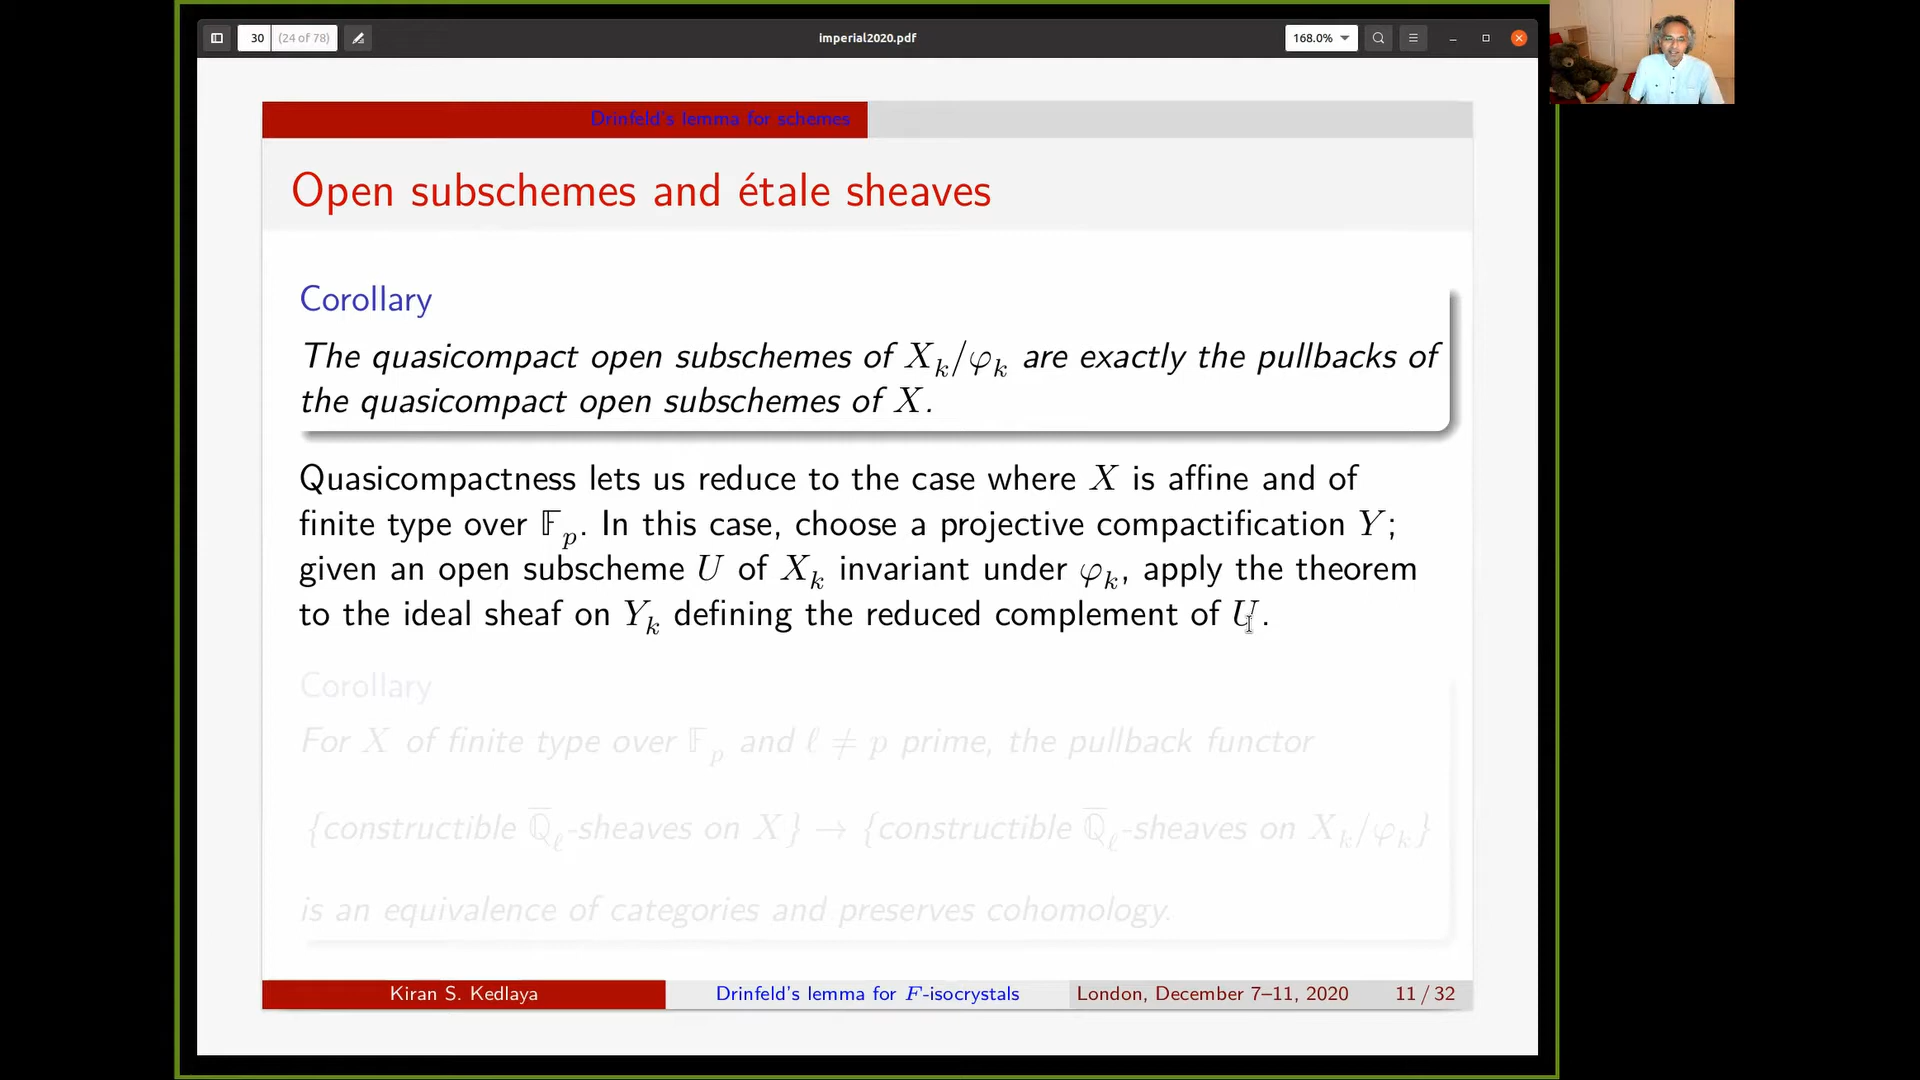 30 (24 of 78) imperial2020.pdf 168.0%
Drinfeld's lemma for schemes
Open subschemes and étale sheaves
Corollary
The quasicompact open subschemes of X_k/φ_k are exactly the pullbacks of
the quasicompact open subschemes of X.
Quasicompactness lets us reduce to the case where X is affine and of
finite type over 𝔽_p. In this case, choose a projective compactification Y;
given an open subscheme U of X_k invariant under φ_k, apply the theorem
to the ideal sheaf on Y_k defining the reduced complement of U.
Corollary
For X of finite type over 𝔽_p and ℓ ≠ p prime, the pullback functor
{constructible ℚ̅_ℓ-sheaves on X} → {constructible ℚ̅_ℓ-sheaves on X_k/φ_k}
is an equivalence of categories and preserves cohomology.
Kiran S. Kedlaya Drinfeld's lemma for F-isocrystals London, December 7–11, 2020 11 / 32